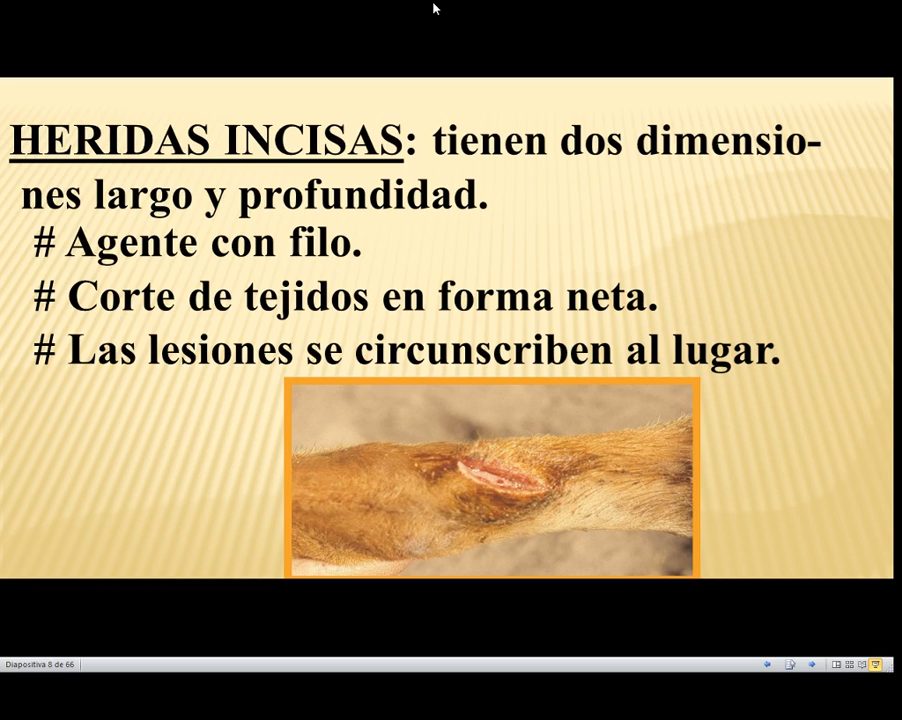 HERIDAS INCISAS: tienen dos dimensio-
nes largo y profundidad.
# Agente con filo.
# Corte de tejidos en forma neta.
# Las lesiones se circunscriben al lugar.
Diapositiva 8 de 66